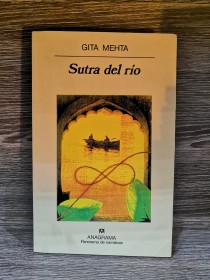 GITA MEHTA
Sutra del río
ANAGRAMA
Panorama de narrativas